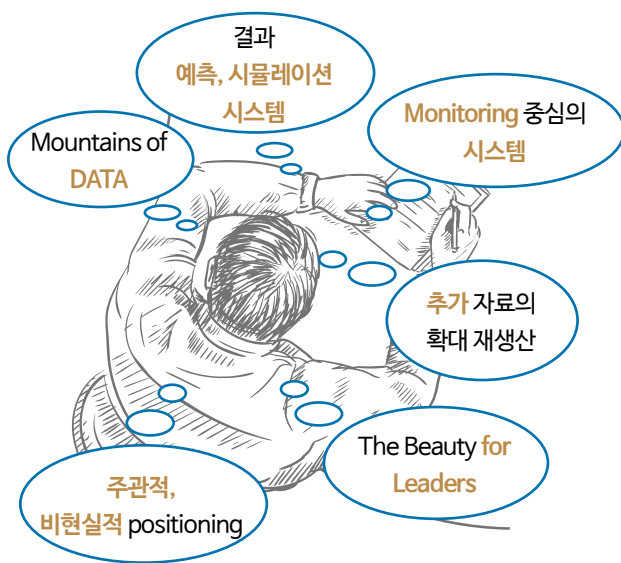 결과
예측, 시뮬레이션
시스템
Monitoring 중심의
시스템
Mountains of
DATA
추가 자료의
확대 재생산
The Beauty for
Leaders
주관적,
비현실적 positioning